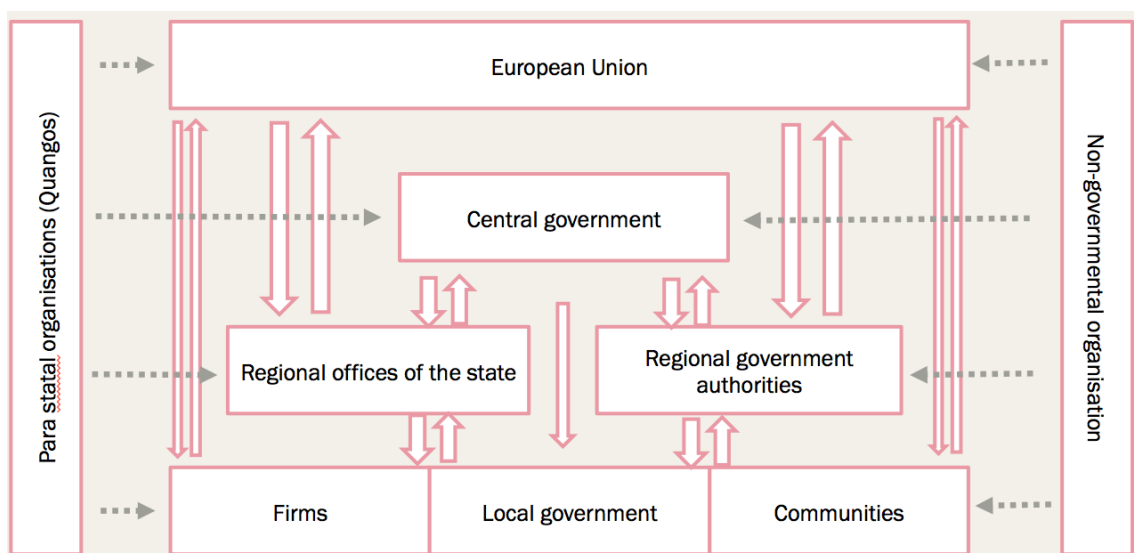 Para statal organisations (Quangos)
European Union
Non-governmental organisation
Central government
Regional offices of the state
Regional government
authorities
Firms
Local government
Communities